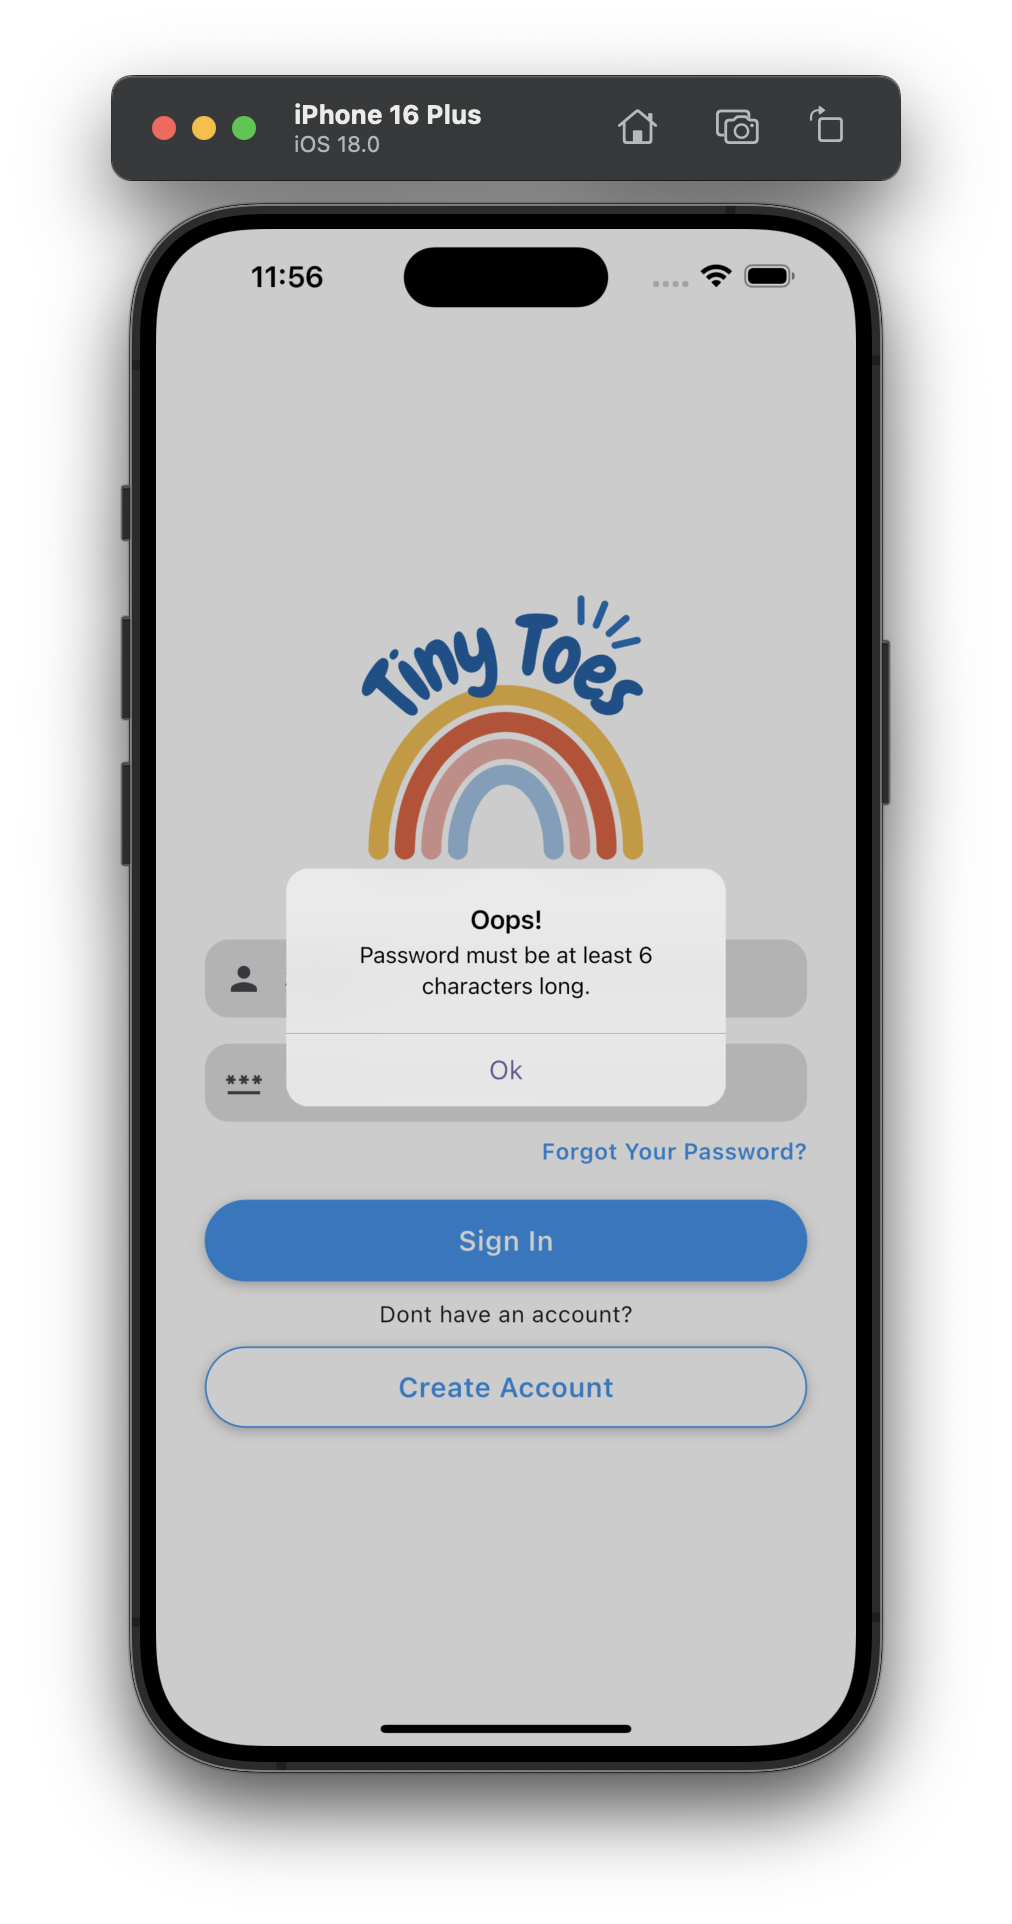 iPhone 16 Plus
iOS 18.0
11:56
Tiny Toes
Oops!
Password must be at least 6
characters long.
Ok
***
Forgot Your Password?
Sign In
Dont have an account?
Create Account